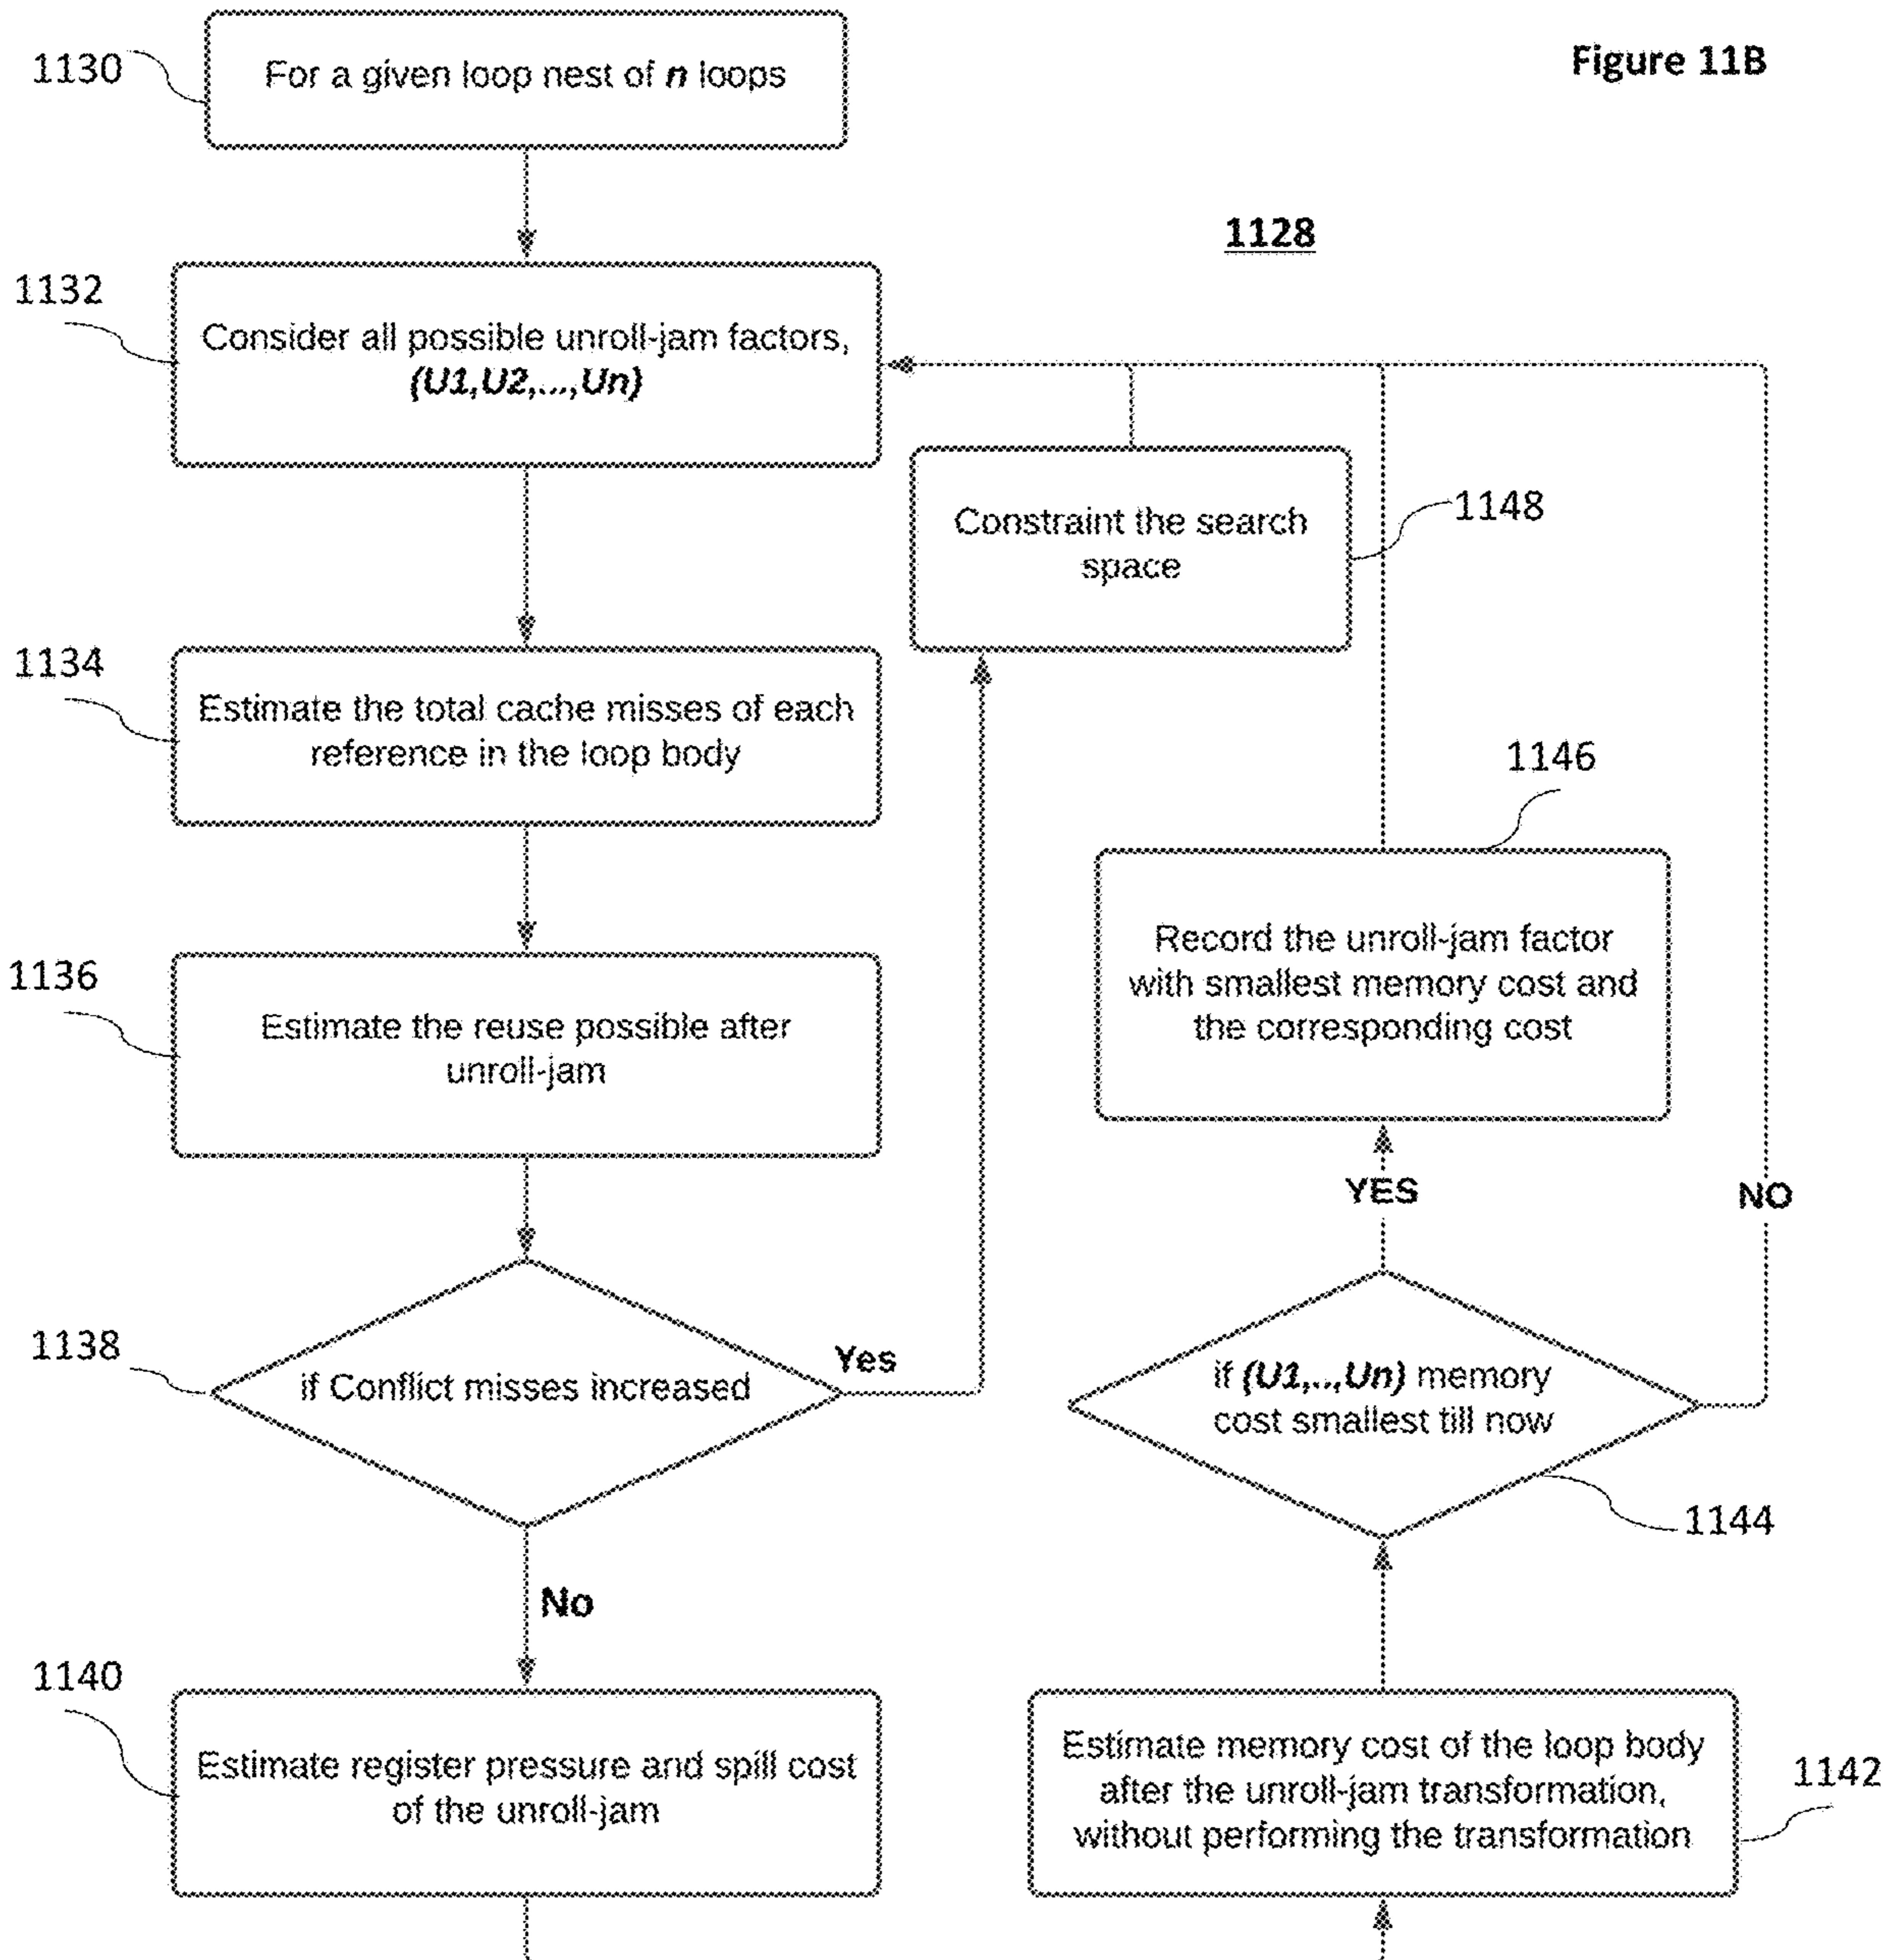 Figure 11B
1128
1130
For a given loop nest of n loops
1132
Consider all possible unroll-jam factors,
(U1,U2,...,Un)
1134
Estimate the total cache misses of each
reference in the loop body
1136
Estimate the reuse possible after
unroll-jam
1138
if Conflict misses increased
Yes
No
1140
Estimate register pressure and spill cost
of the unroll-jam
Constraint the search
space
1148
1146
Record the unroll-jam factor
with smallest memory cost and
the corresponding cost
YES
NO
if (U1,..,Un) memory
cost smallest till now
1144
Estimate memory cost of the loop body
after the unroll-jam transformation,
without performing the transformation
1142